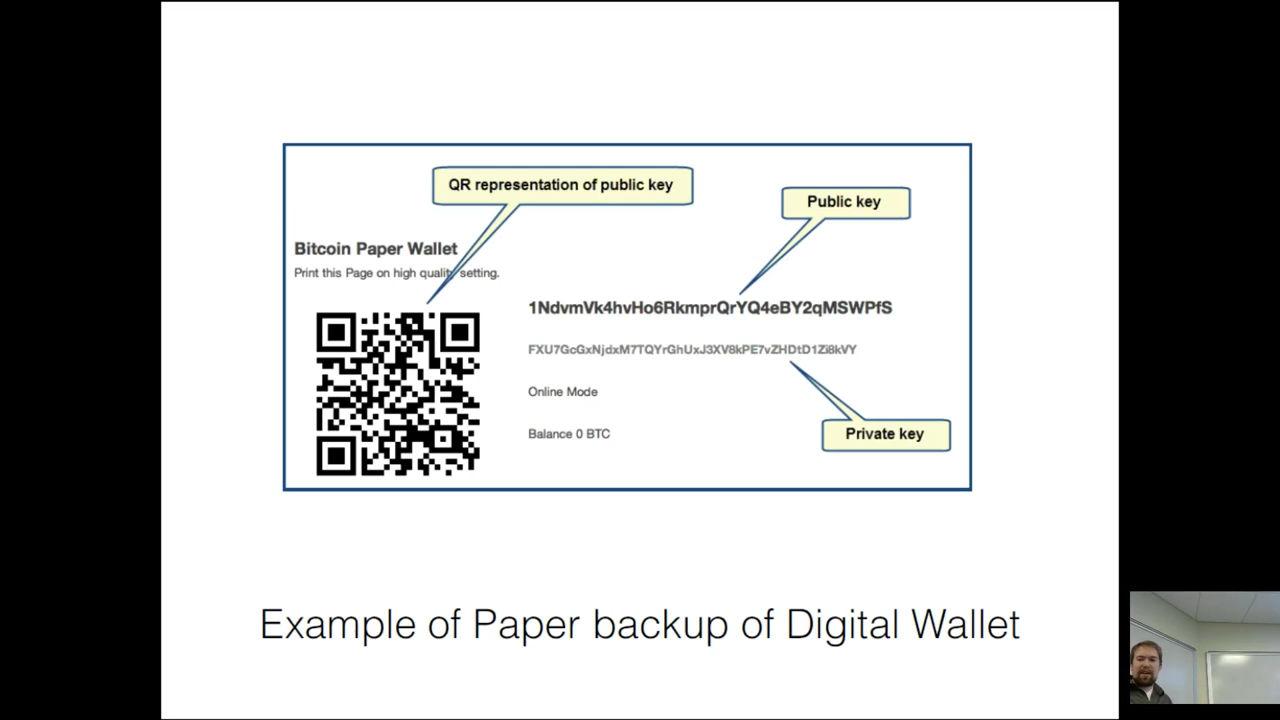 QR representation of public key
Public key
Bitcoin Paper Wallet
Print this Page on high quality setting.
1NdvmVk4hvHo6RkmprQrYQ4eBY2qMSWPfS
FXU7GcGxNjdxM7TQYrGhUxJ3XV8kPE7vZHDtD1Zi8kVY
Online Mode
Balance 0 BTC
Private key
Example of Paper backup of Digital Wallet